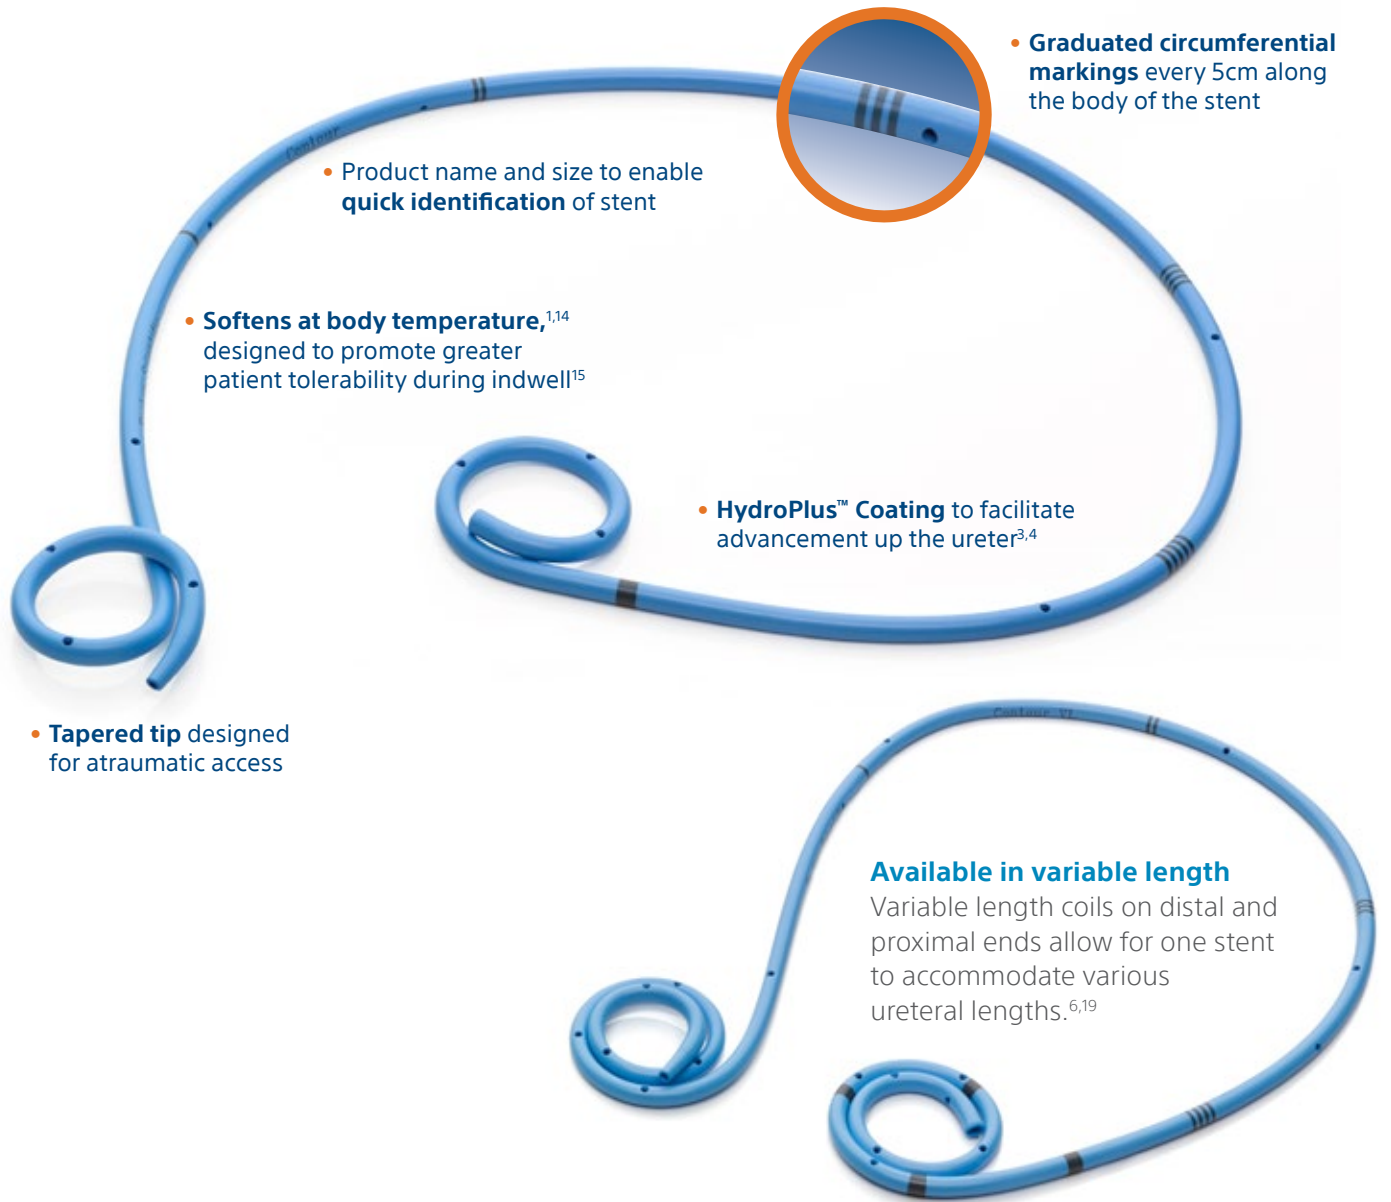 • Graduated circumferential
markings every 5cm along
the body of the stent
Contour
• Product name and size to enable
quick identification of stent
• Softens at body temperature,1,14
designed to promote greater
patient tolerability during indwell15
• HydroPlus™ Coating to facilitate
advancement up the ureter3,4
• Tapered tip designed
for atraumatic access
Contour VL
Available in variable length
Variable length coils on distal and
proximal ends allow for one stent
to accommodate various
ureteral lengths.6,19